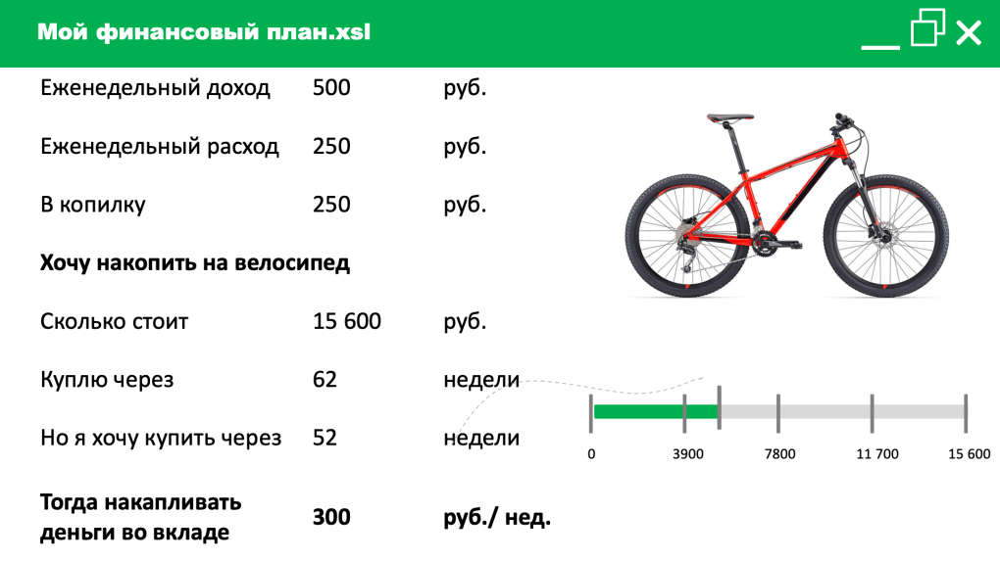 Мой финансовый план.xsl
Еженедельный доход 500 руб.
Еженедельный расход 250 руб.
В копилку 250 руб.
Хочу накопить на велосипед
Сколько стоит 15 600 руб.
Куплю через 62 недели
Но я хочу купить через 52 недели
Тогда накапливать
деньги во вкладе 300 руб./ нед.
0 3900 7800 11 700 15 600